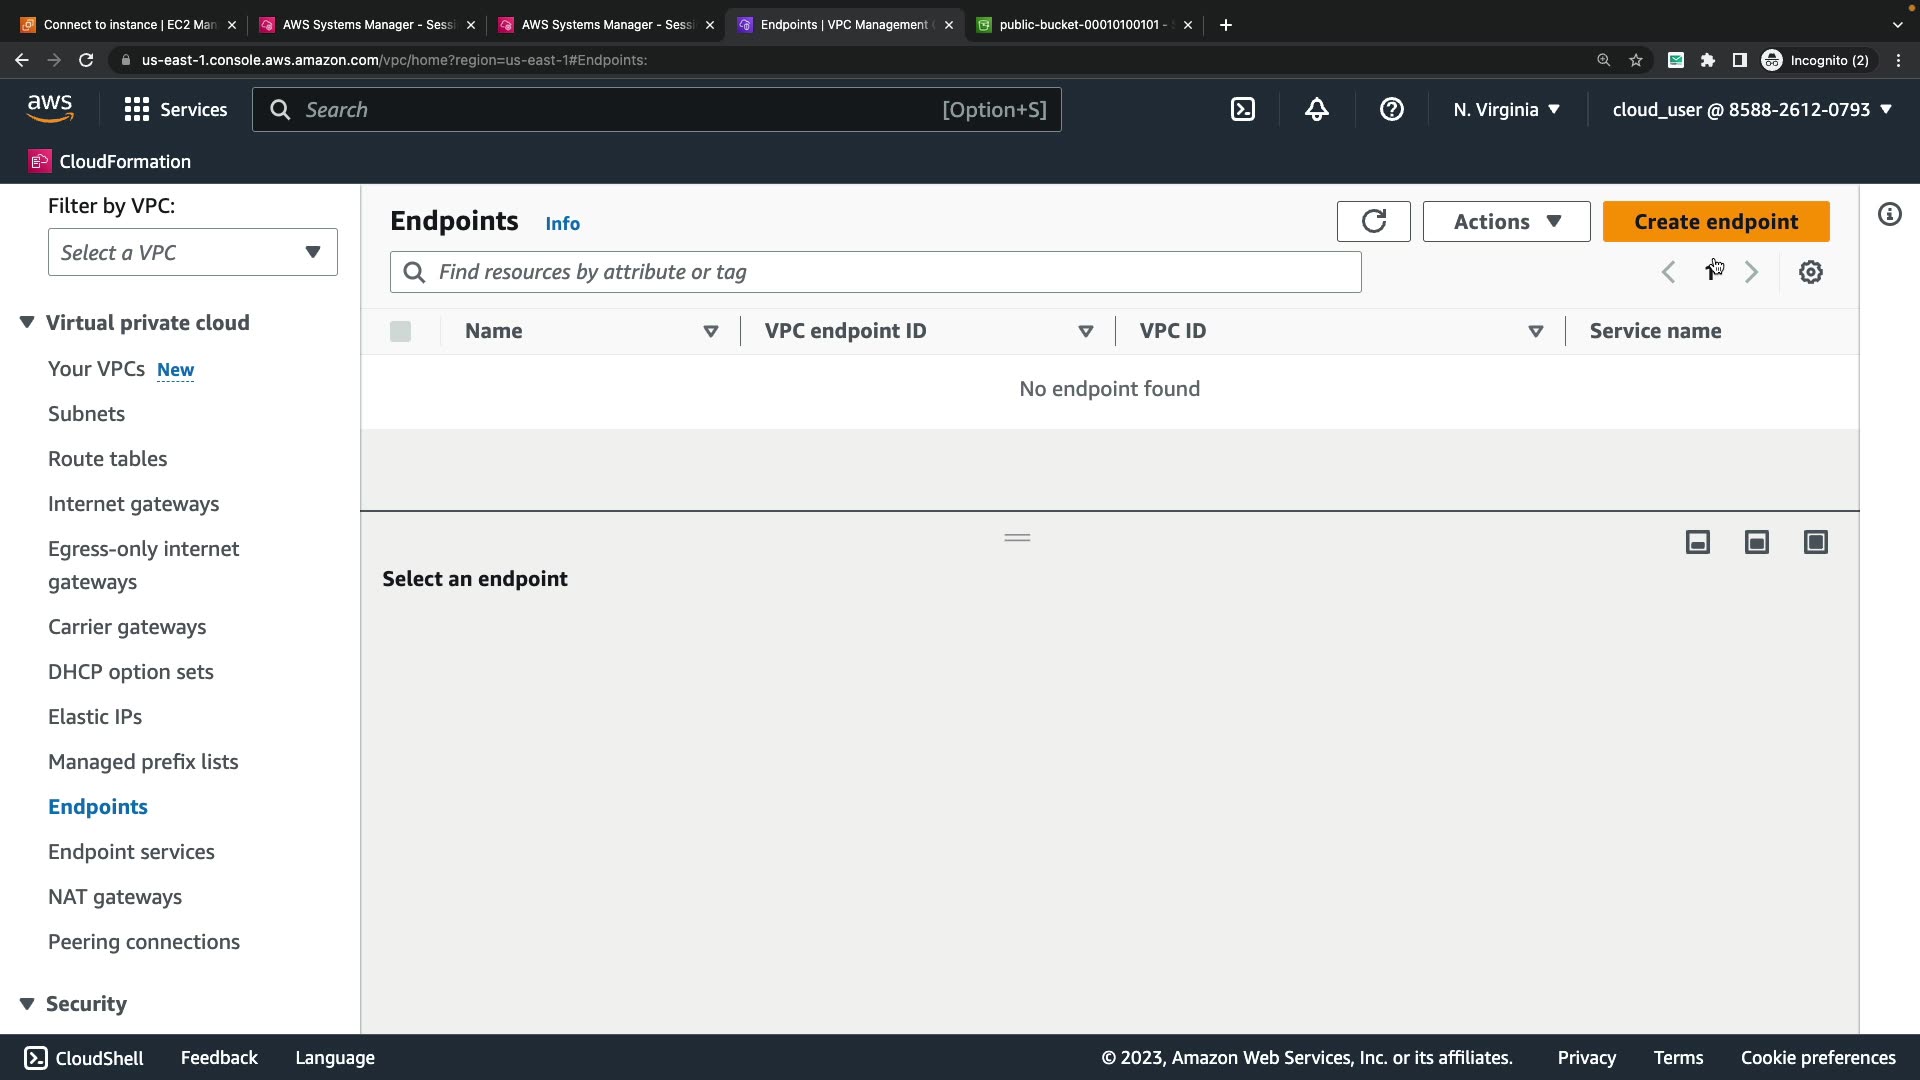 Connect to instance | EC2 Man
AWS Systems Manager - Sessi
AWS Systems Manager - Sessi
Endpoints | VPC Management
public-bucket-00010100101 -
us-east-1.console.aws.amazon.com/vpc/home?region=us-east-1#Endpoints:
Incognito (2)
aws
Services
Search
[Option+S]
N. Virginia
cloud_user @ 8588-2612-0793
CloudFormation
Filter by VPC:
Select a VPC
Virtual private cloud
Your VPCs New
Subnets
Route tables
Internet gateways
Egress-only internet
gateways
Carrier gateways
DHCP option sets
Elastic IPs
Managed prefix lists
Endpoints
Endpoint services
NAT gateways
Peering connections
Security
Endpoints Info
Actions
Create endpoint
Find resources by attribute or tag
1
Name
VPC endpoint ID
VPC ID
Service name
No endpoint found
Select an endpoint
CloudShell
Feedback
Language
© 2023, Amazon Web Services, Inc. or its affiliates.
Privacy
Terms
Cookie preferences